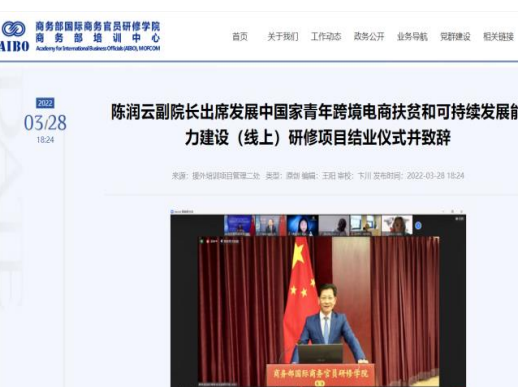 商务部国际商务官员研修学院
商务部培训中心
AIBO Academy for International Business Officials (AIBO), MOFCOM
首页 关于我们 工作动态 政务公开 业务导航 党群建设 相关链接
2022
03/28
18:24
陈润云副院长出席发展中国家青年跨境电商扶贫和可持续发展能
力建设（线上）研修项目结业仪式并致辞
来源：援外培训项目管理二处 类型：原创 编辑：王阳 审校：卞川 发布时间：2022-03-28 18:24
商务部国际商务官员研修学院